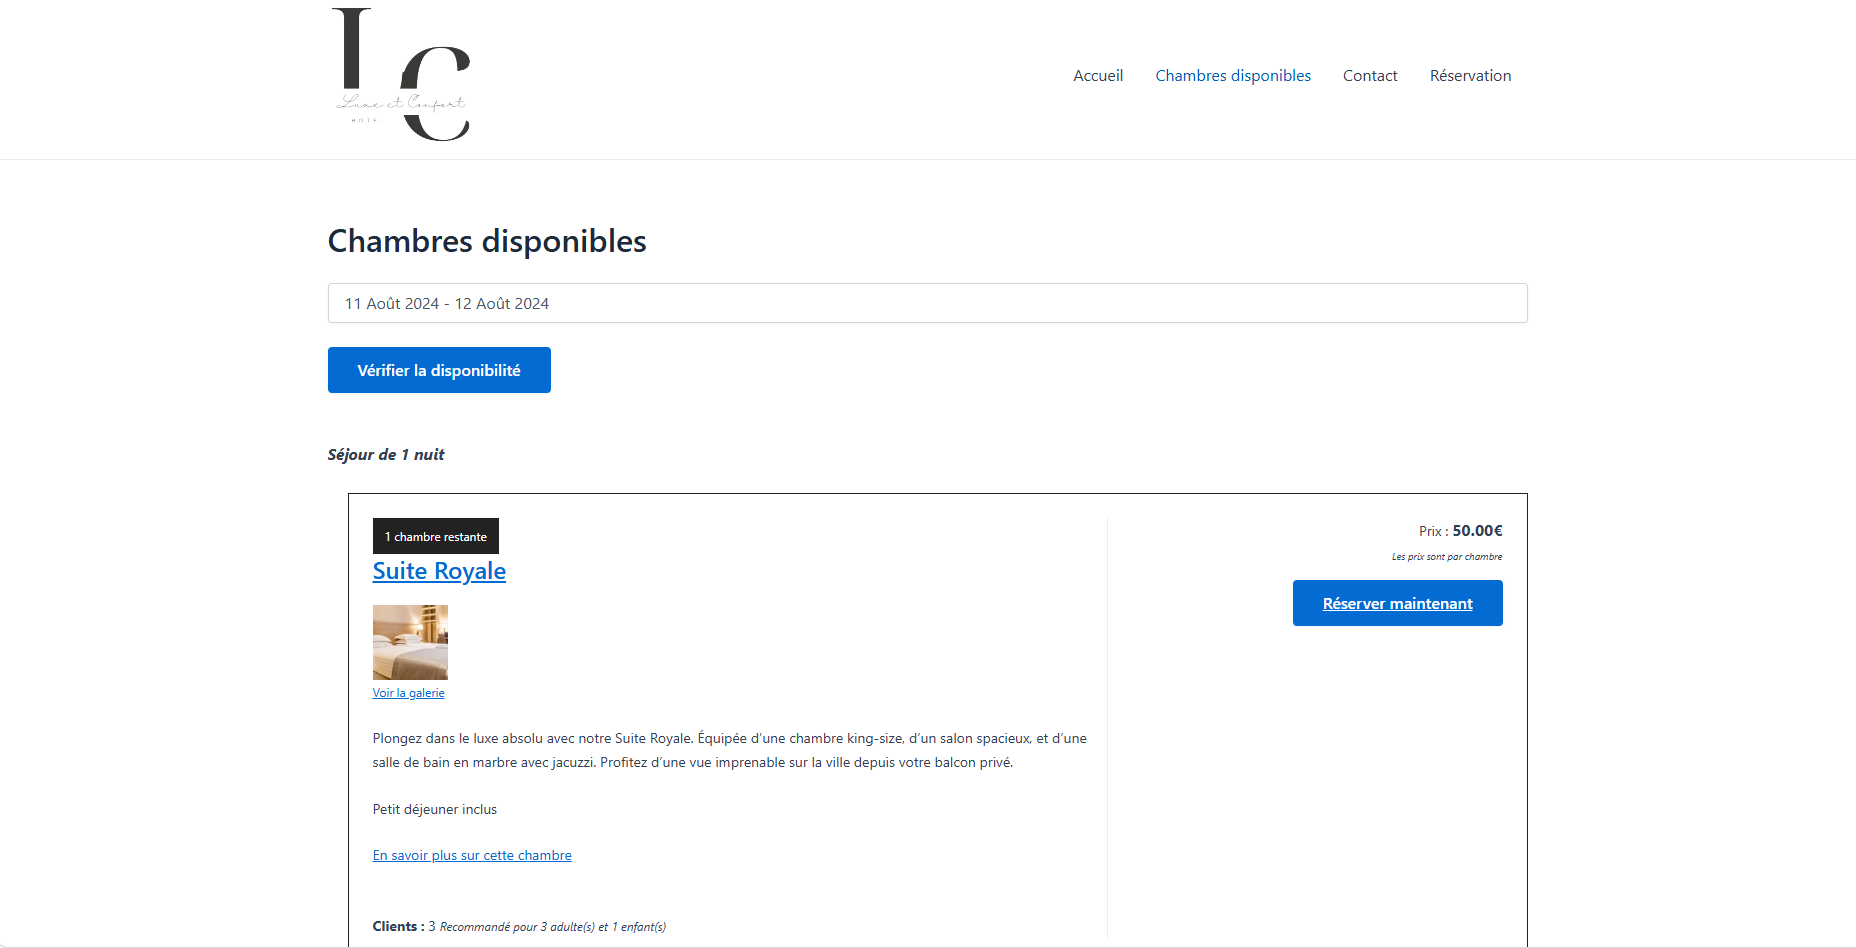 LC
Luxe et Confort
HOTEL
Accueil
Chambres disponibles
Contact
Réservation
Chambres disponibles
11 Août 2024 - 12 Août 2024
Vérifier la disponibilité
Séjour de 1 nuit
1 chambre restante
Suite Royale
Voir la galerie
Plongez dans le luxe absolu avec notre Suite Royale. Équipée d’une chambre king-size, d’un salon spacieux, et d’une
salle de bain en marbre avec jacuzzi. Profitez d’une vue imprenable sur la ville depuis votre balcon privé.
Petit déjeuner inclus
En savoir plus sur cette chambre
Clients : 3 Recommandé pour 3 adulte(s) et 1 enfant(s)
Prix : 50.00€
Les prix sont par chambre
Réserver maintenant